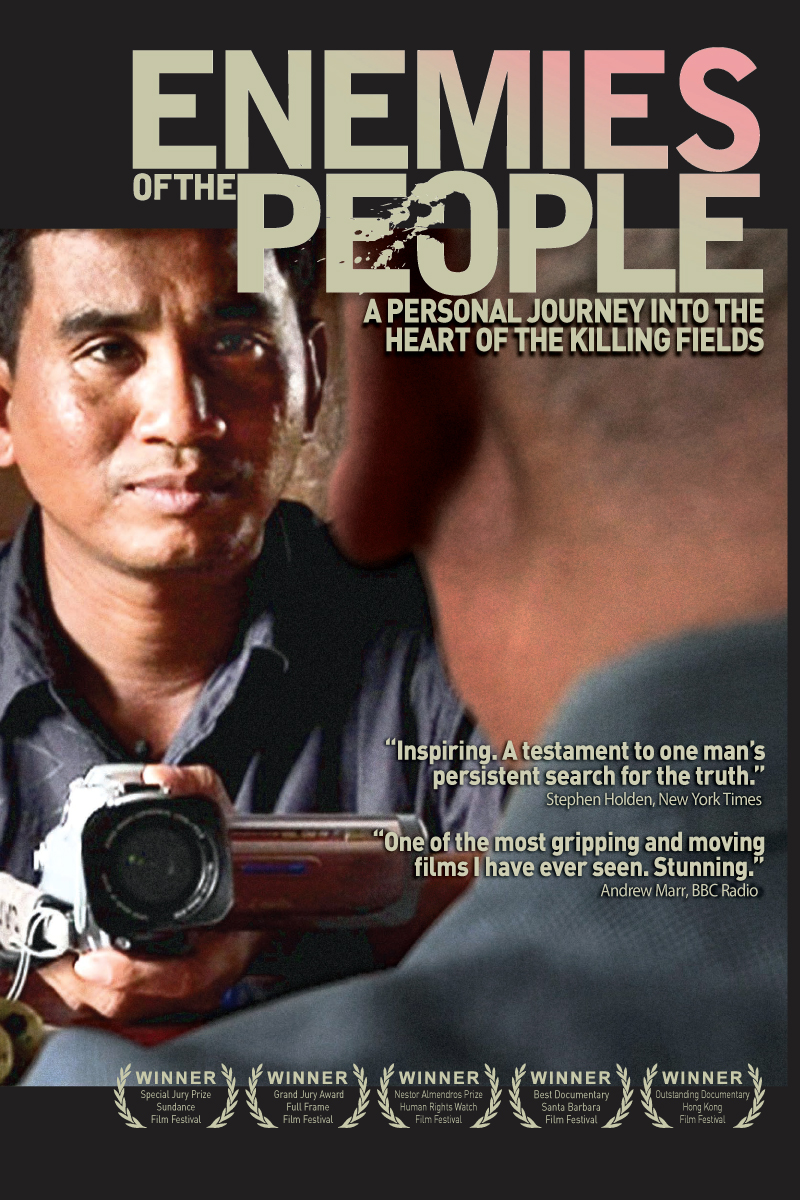 ENEMIES
OF THE
PEOPLE
A PERSONAL JOURNEY INTO THE
HEART OF THE KILLING FIELDS
“Inspiring. A testament to one man’s
persistent search for the truth.”
Stephen Holden, New York Times
“One of the most gripping and moving
films I have ever seen. Stunning.”
Andrew Marr, BBC Radio
WINNER
Special Jury Prize
Sundance
Film Festival
WINNER
Grand Jury Award
Full Frame
Film Festival
WINNER
Nestor Almendros Prize
Human Rights Watch
Film Festival
WINNER
Best Documentary
Santa Barbara
Film Festival
WINNER
Outstanding Documentary
Hong Kong
Film Festival